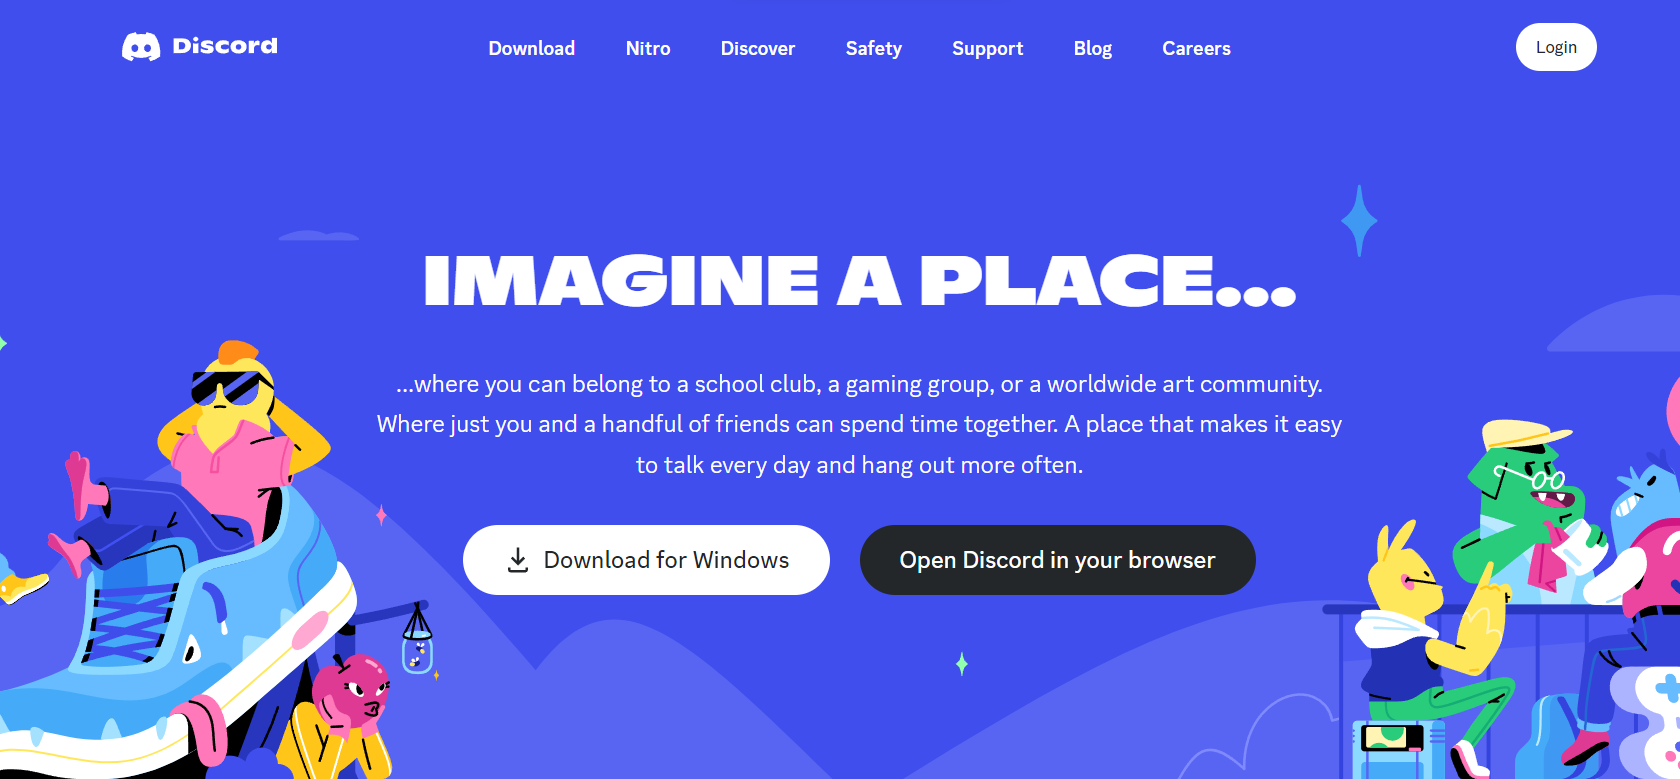 Discord
Download Nitro Discover Safety Support Blog Careers
Login
IMAGINE A PLACE...
...where you can belong to a school club, a gaming group, or a worldwide art community.
Where just you and a handful of friends can spend time together. A place that makes it easy
to talk every day and hang out more often.
Download for Windows
Open Discord in your browser